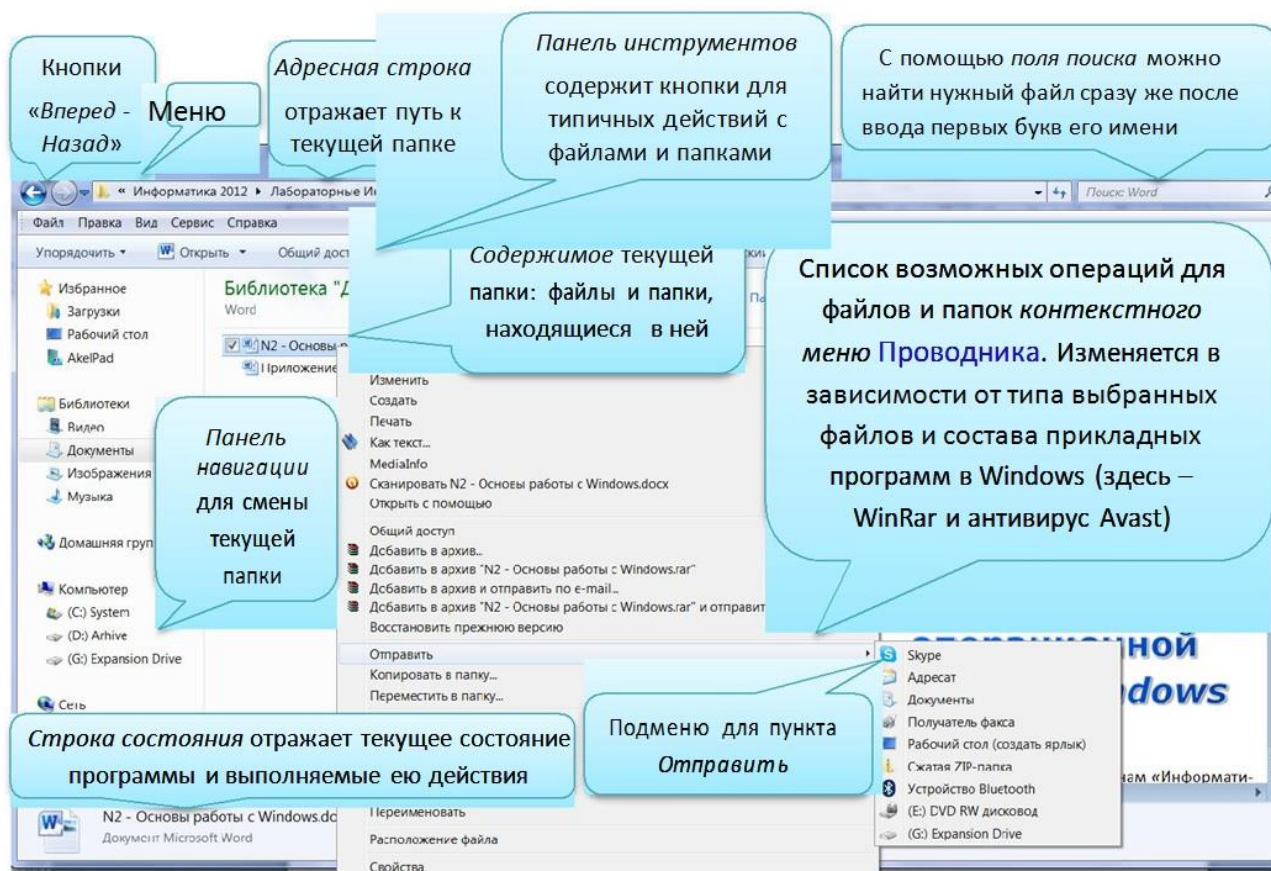 Кнопки
«Вперед -
Назад»
Меню
Адресная строка
отражает путь к
текущей папке
Панель инструментов
содержит кнопки для
типичных действий с
файлами и папками
С помощью поля поиска можно
найти нужный файл сразу же после
ввода первых букв его имени
« Информатика 2012 ▸ Лабораторные
Поиск: Word
Файл Правка Вид Сервис Справка
Упорядочить Открыть Общий
Содержимое текущей
папки: файлы и папки,
находящиеся в ней
Список возможных операций для
файлов и папок контекстного
меню Проводника. Изменяется в
зависимости от типа выбранных
файлов и состава прикладных
программ в Windows (здесь –
WinRar и антивирус Avast)
Избранное
Загрузки
Рабочий стол
AkelPad
Библиотеки
Видео
Документы
Изображения
Музыка
Домашняя груп
Компьютер
(C:) System
(D:) Arhive
(G:) Expansion Drive
Сеть
Библиотека "Д
Word
N2 - Основы
Приложение
Панель
навигации
для смены
текущей
папки
Изменить
Создать
Печать
Как текст...
MediaInfo
Сканировать N2 - Основы работы с Windows.docx
Открыть с помощью
Общий доступ
Добавить в архив...
Добавить в архив "N2 - Основы работы с Windows.rar"
Добавить в архив и отправить по e-mail...
Добавить в архив "N2 - Основы работы с Windows.rar" и отправит
Восстановить прежнюю версию
Отправить
Копировать в папку...
Переместить в папку...
Переименовать
Расположение файла
Свойства
Подменю для пункта
Отправить
Skype
Адресат
Документы
Получатель факса
Рабочий стол (создать ярлык)
Сжатая ZIP-папка
Устройство Bluetooth
(E:) DVD RW дисковод
(G:) Expansion Drive
операционной
ndows
нам «Информати-
Строка состояния отражает текущее состояние
программы и выполняемые ею действия
N2 - Основы работы с Windows.do
Документ Microsoft Word